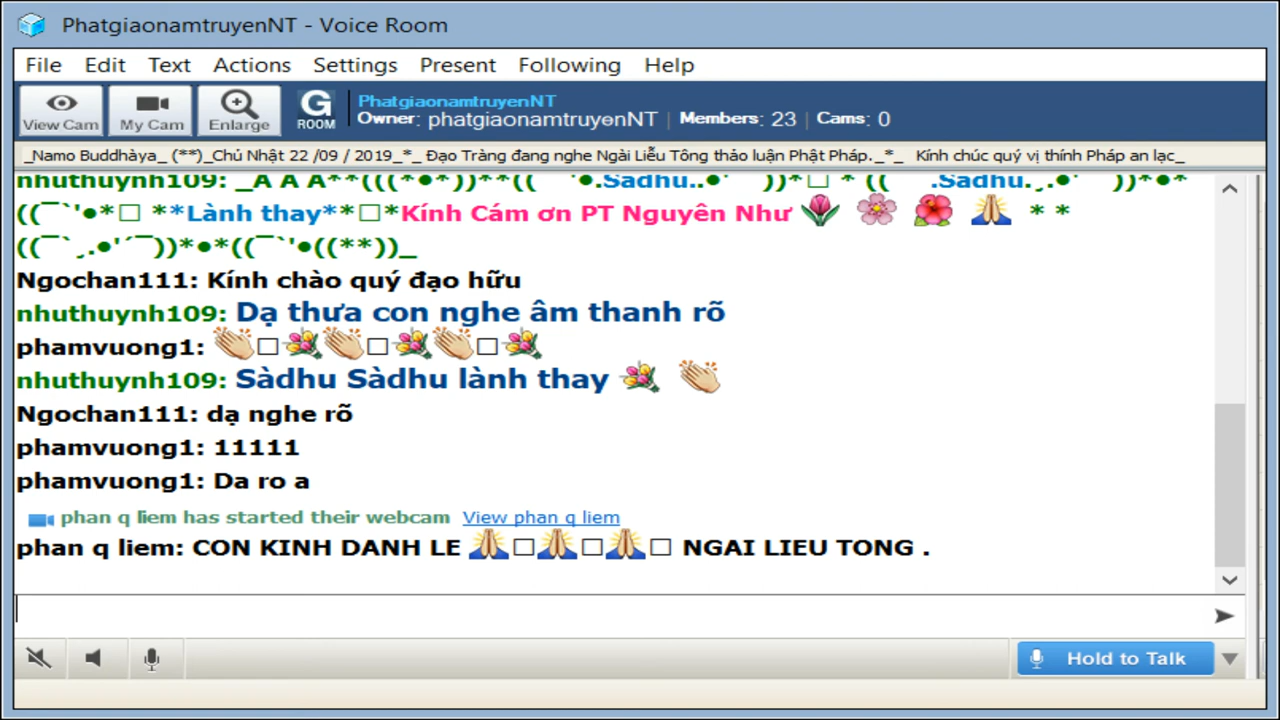 PhatgiaonamtruyenNT - Voice Room
File Edit Text Actions Settings Present Following Help
View Cam My Cam Enlarge G ROOM
PhatgiaonamtruyenNT
Owner: phatgiaonamtruyenNT | Members: 23 | Cams: 0
_Namo Buddhàya_ (**)_Chủ Nhật 22 /09 / 2019_*_ Đạo Tràng đang nghe Ngài Liễu Tông thảo luận Phật Pháp._*_ Kính chúc quý vị thính Pháp an lạc_
nhuthuynh109: _A A A**(((*●*))**(( '●.Sadhu..●' ))*□ * (( .Sadhu.¸.●' ))*●*
((¯`'●*□ **Lành thay**□*Kính Cám ơn PT Nguyên Như 🌷 🌸 🌺 🙏 * *
((¯`¸.●'´¯))*●*((¯`'●((**))_
Ngochan111: Kính chào quý đạo hữu
nhuthuynh109: Dạ thưa con nghe âm thanh rõ
phamvuong1: 👏□💐👏□💐👏□💐
nhuthuynh109: Sàdhu Sàdhu lành thay 💐 👏
Ngochan111: dạ nghe rõ
phamvuong1: 11111
phamvuong1: Da ro a
phan q liem has started their webcam View phan q liem
phan q liem: CON KINH DANH LE 🙏□🙏□🙏□ NGAI LIEU TONG .
Hold to Talk